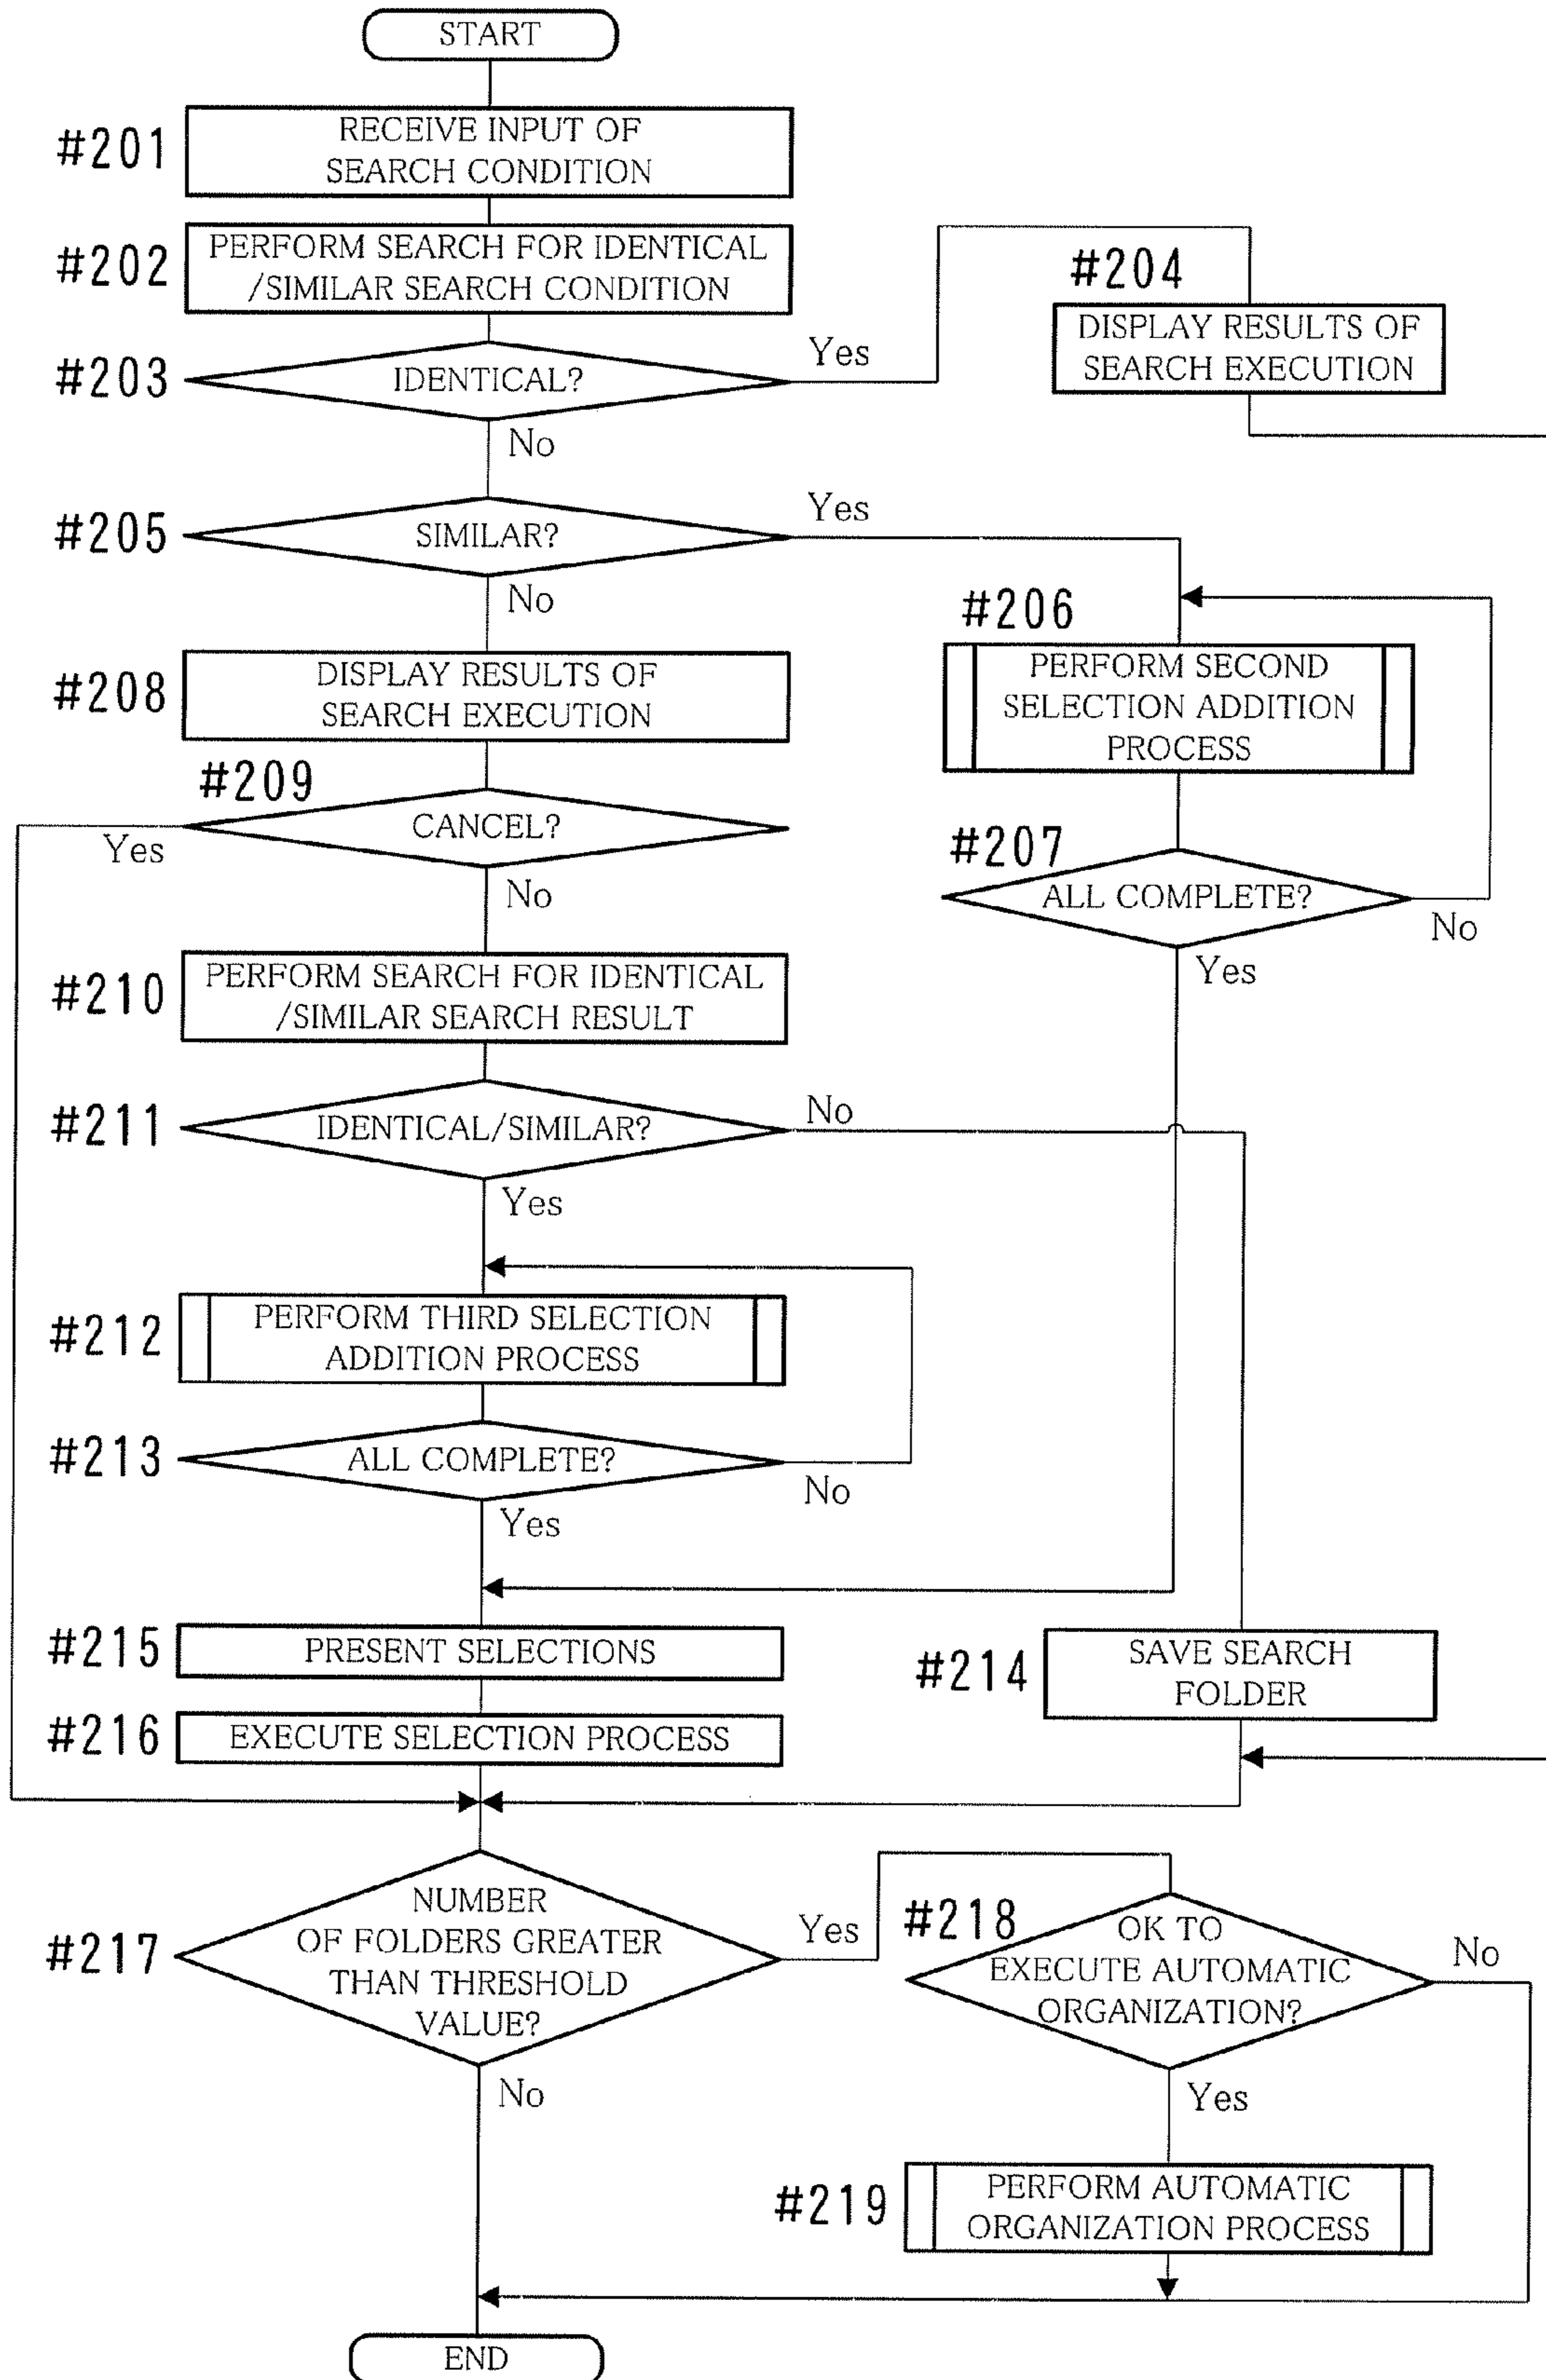 START
#201
RECEIVE INPUT OF
SEARCH CONDITION
#202
PERFORM SEARCH FOR IDENTICAL
/SIMILAR SEARCH CONDITION
#203
IDENTICAL?
Yes
No
#204
DISPLAY RESULTS OF
SEARCH EXECUTION
#205
SIMILAR?
Yes
No
#206
PERFORM SECOND
SELECTION ADDITION
PROCESS
#207
ALL COMPLETE?
No
Yes
#208
DISPLAY RESULTS OF
SEARCH EXECUTION
#209
CANCEL?
Yes
No
#210
PERFORM SEARCH FOR IDENTICAL
/SIMILAR SEARCH RESULT
#211
IDENTICAL/SIMILAR?
No
Yes
#212
PERFORM THIRD SELECTION
ADDITION PROCESS
#213
ALL COMPLETE?
No
Yes
#215
PRESENT SELECTIONS
#214
SAVE SEARCH
FOLDER
#216
EXECUTE SELECTION PROCESS
#217
NUMBER
OF FOLDERS GREATER
THAN THRESHOLD
VALUE?
Yes
No
#218
OK TO
EXECUTE AUTOMATIC
ORGANIZATION?
No
Yes
#219
PERFORM AUTOMATIC
ORGANIZATION PROCESS
END